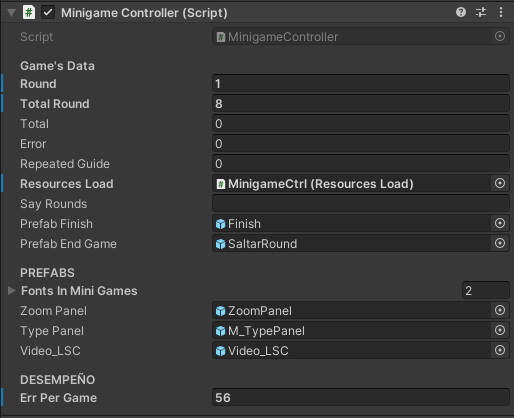 Minigame Controller (Script)
Script MinigameController
Game's Data
Round 1
Total Round 8
Total 0
Error 0
Repeated Guide 0
Resources Load MinigameCtrl (Resources Load)
Say Rounds
Prefab Finish Finish
Prefab End Game SaltarRound
PREFABS
Fonts In Mini Games 2
Zoom Panel ZoomPanel
Type Panel M_TypePanel
Video_LSC Video_LSC
DESEMPEÑO
Err Per Game 56